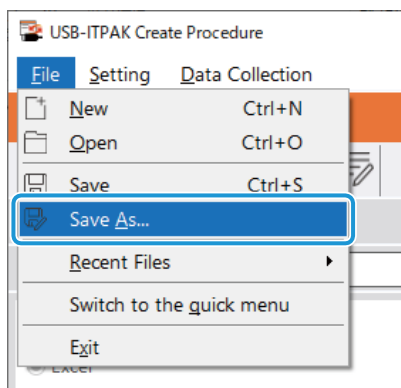 USB-ITPAK Create Procedure
File Setting Data Collection
New Ctrl+N
Open Ctrl+O
Save Ctrl+S
Save As...
Recent Files
Switch to the quick menu
Exit
Excel